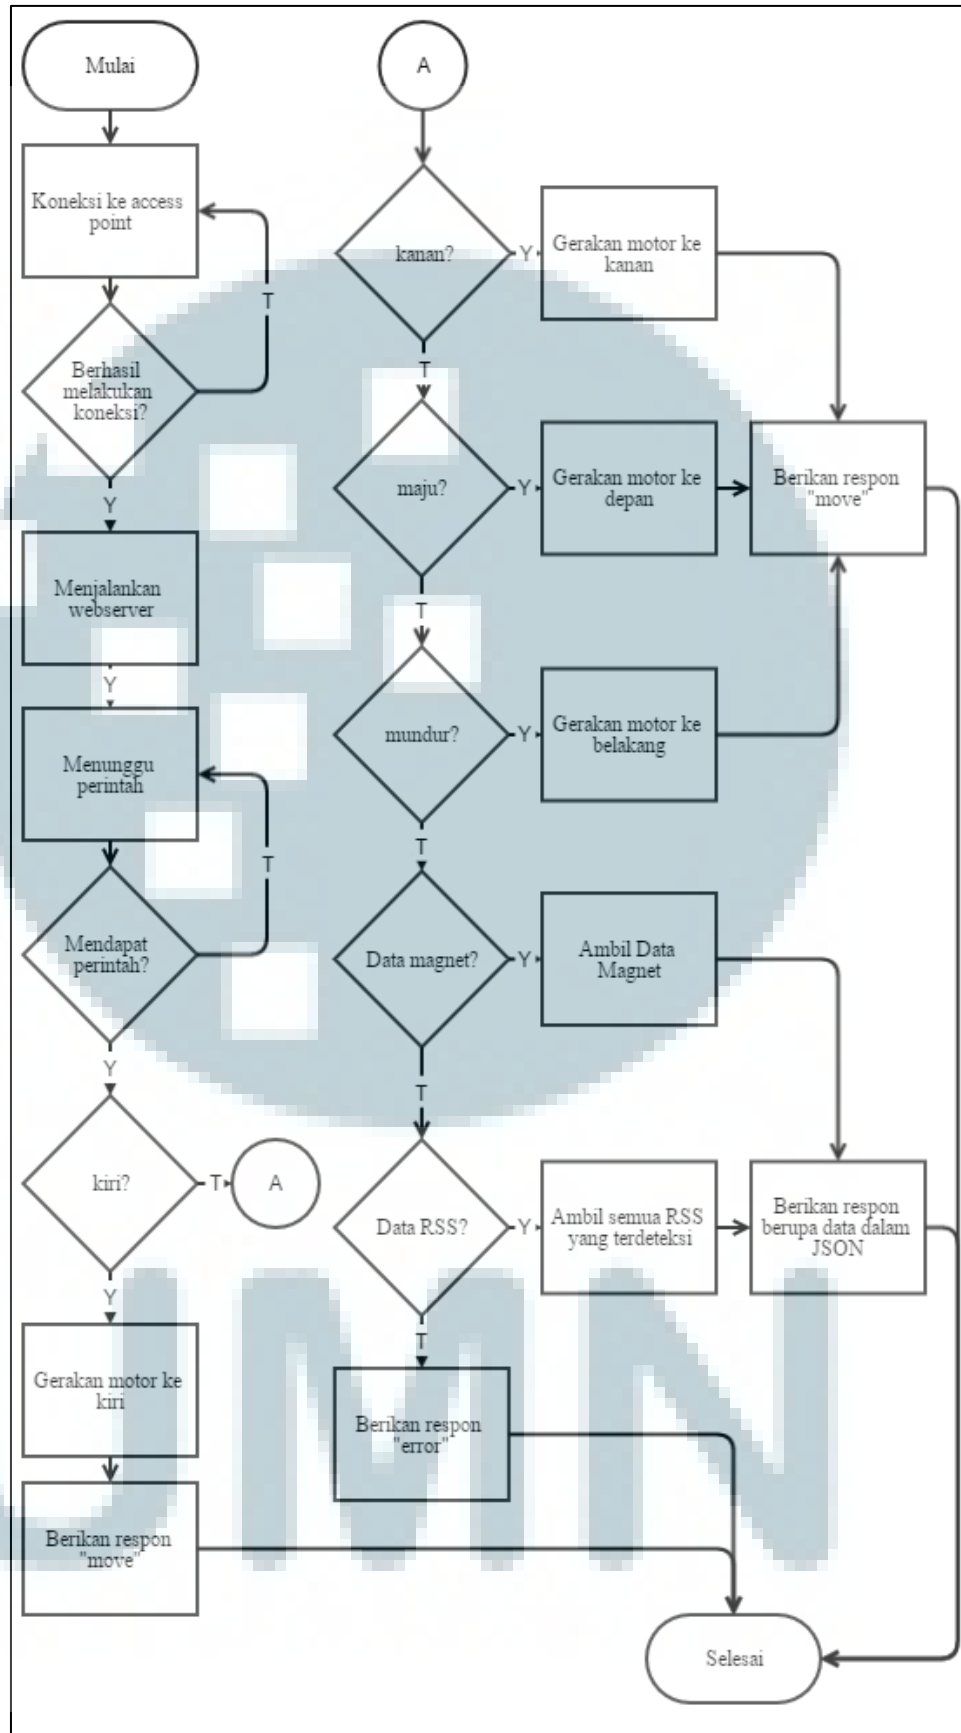 Mulai
Koneksi ke access
point
T
Berhasil
melakukan
koneksi?
Y
Menjalankan
webserver
Y
Menunggu
perintah
T
Mendapat
perintah?
Y
kiri?
T
A
Y
Gerakan motor ke
kiri
Berikan respon
"move"
A
kanan?
Y
Gerakan motor ke
kanan
T
maju?
Y
Gerakan motor ke
depan
Berikan respon
"move"
T
mundur?
Y
Gerakan motor ke
belakang
T
Data magnet?
Y
Ambil Data
Magnet
T
Data RSS?
Y
Ambil semua RSS
yang terdeteksi
Berikan respon
berupa data dalam
JSON
T
Berikan respon
"error"
Selesai
UMN